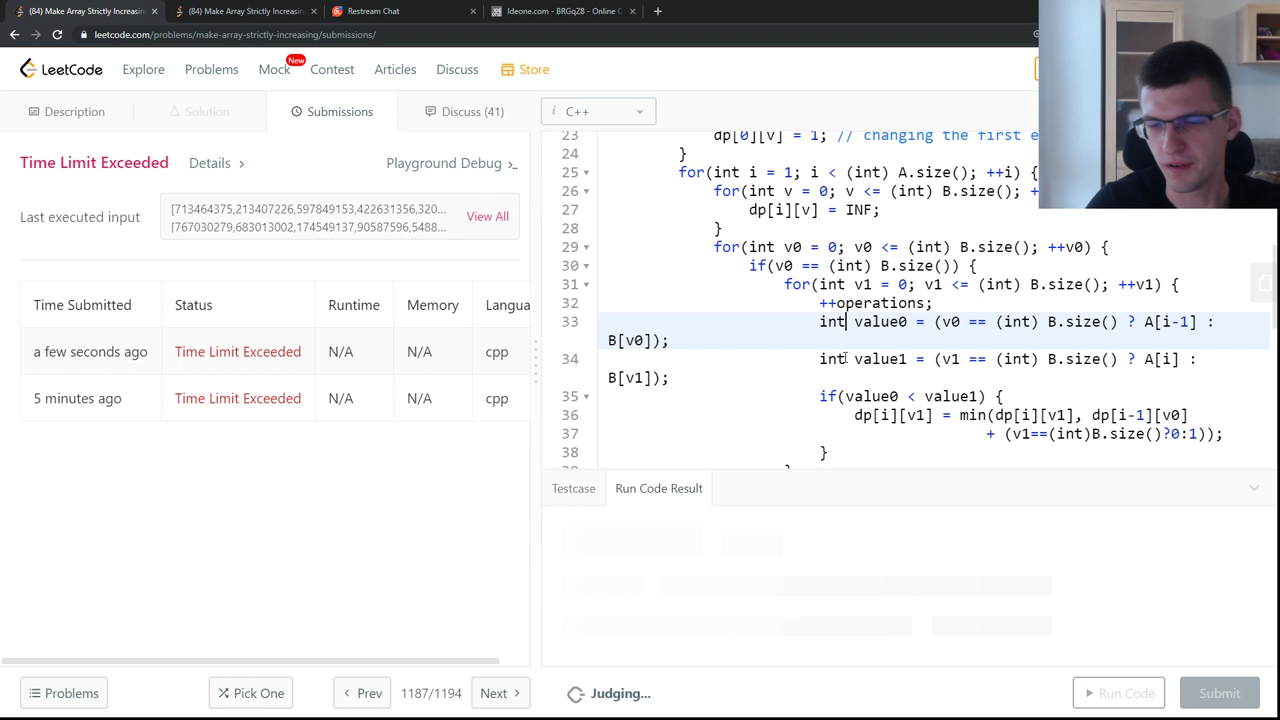 (84) Make Array Strictly Increasin
(84) Make Array Strictly Increasin
Restream Chat
Ideone.com - BRGqZ8 - Online C
leetcode.com/problems/make-array-strictly-increasing/submissions/
LeetCode
Explore
Problems
Mock
New
Contest
Articles
Discuss
Store
Description
Solution
Submissions
Discuss (41)
i C++
Time Limit Exceeded
Details
Playground Debug
Last executed input
[713464375,213407226,597849153,422631356,320...
[767030279,683013002,174549137,90587596,5488...
View All
Time Submitted Status Runtime Memory Langua
a few seconds ago Time Limit Exceeded N/A N/A cpp
5 minutes ago Time Limit Exceeded N/A N/A cpp
23 dp[0][v] = 1; // changing the first e
24 }
25 for(int i = 1; i < (int) A.size(); ++i) {
26 for(int v = 0; v <= (int) B.size(); +
27 dp[i][v] = INF;
28 }
29 for(int v0 = 0; v0 <= (int) B.size(); ++v0) {
30 if(v0 == (int) B.size()) {
31 for(int v1 = 0; v1 <= (int) B.size(); ++v1) {
32 ++operations;
33 int value0 = (v0 == (int) B.size() ? A[i-1] :
B[v0]);
34 int value1 = (v1 == (int) B.size() ? A[i] :
B[v1]);
35 if(value0 < value1) {
36 dp[i][v1] = min(dp[i][v1], dp[i-1][v0]
37 + (v1==(int)B.size()?0:1));
38 }
Testcase
Run Code Result
Problems
Pick One
Prev
1187/1194
Next
Judging...
Run Code
Submit